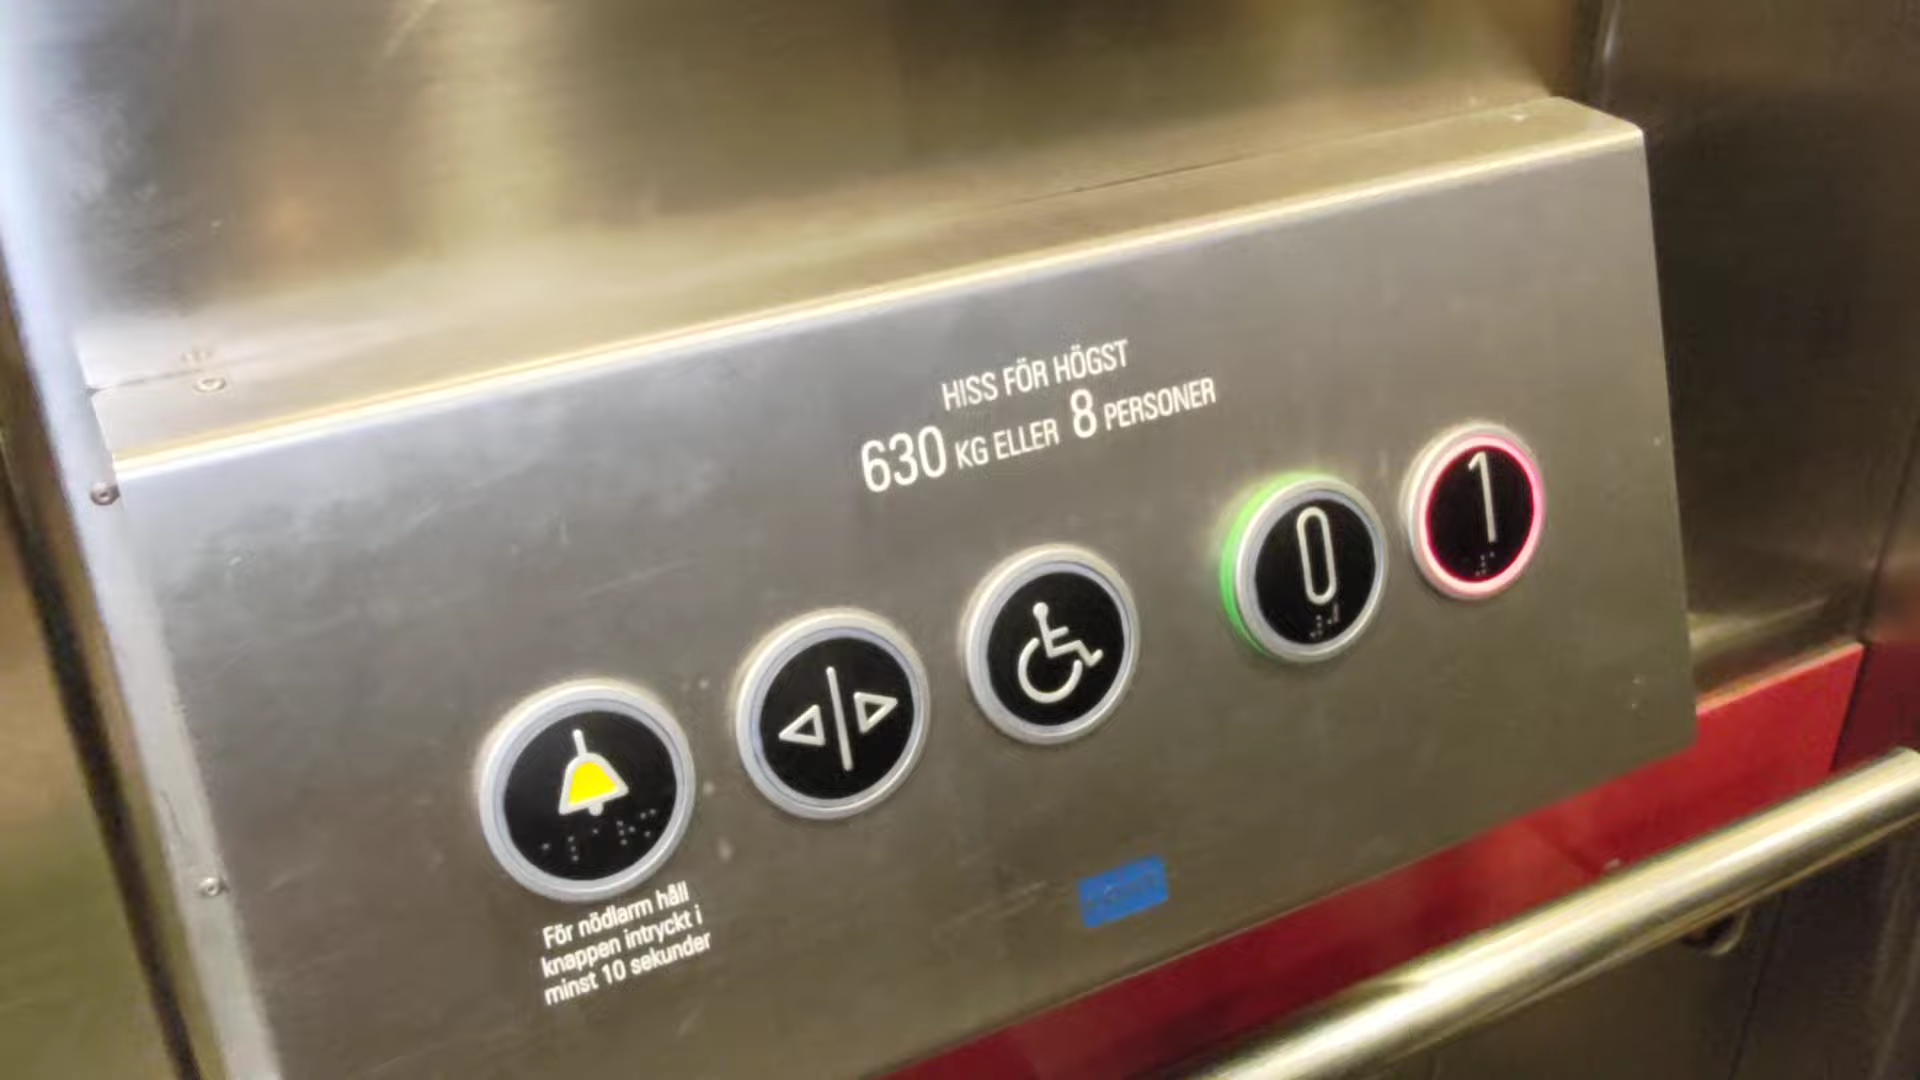 HISS FÖR HÖGST
630 KG ELLER 8 PERSONER
0
1
För nödlarm håll
knappen intryckt i
minst 10 sekunder